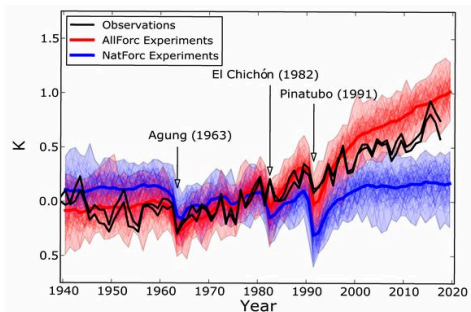 Observations
AllForc Experiments
NatForc Experiments
El Chichón (1982)
Pinatubo (1991)
Agung (1963)
K
1.5
1.0
0.5
0.0
0.5
1940 1950 1960 1970 1980 1990 2000 2010 2020
Year